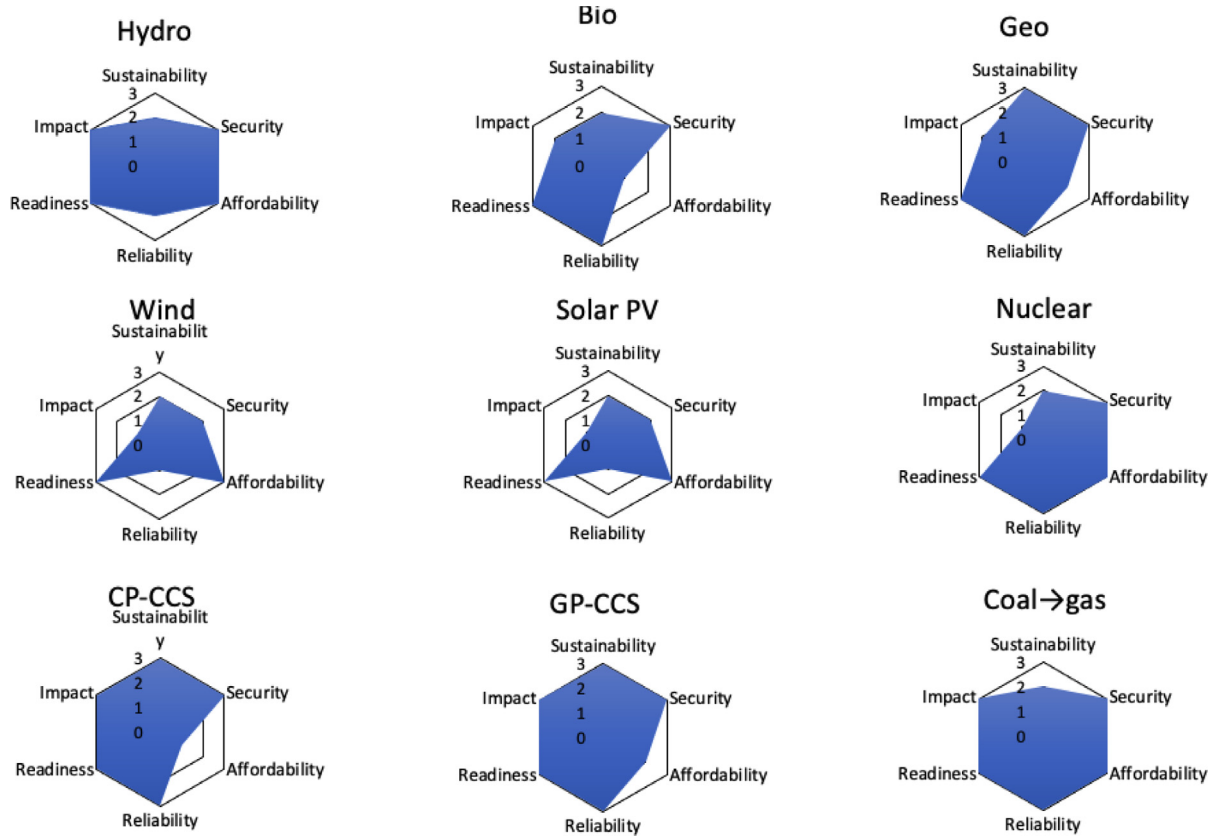 Hydro
Sustainability
3
2
1
0
Impact
Security
Readiness
Affordability
Reliability
Bio
Sustainability
3
2
1
0
Impact
Security
Readiness
Affordability
Reliability
Geo
Sustainability
3
2
1
0
Impact
Security
Readiness
Affordability
Reliability
Wind
Sustainabilit
y
3
2
1
0
Impact
Security
Readiness
Affordability
Reliability
Solar PV
Sustainability
3
2
1
0
Impact
Security
Readiness
Affordability
Reliability
Nuclear
Sustainability
3
2
1
0
Impact
Security
Readiness
Affordability
Reliability
CP-CCS
Sustainabilit
y
3
2
1
0
Impact
Security
Readiness
Affordability
Reliability
GP-CCS
Sustainability
3
2
1
0
Impact
Security
Readiness
Affordability
Reliability
Coal→gas
Sustainability
3
2
1
0
Impact
Security
Readiness
Affordability
Reliability